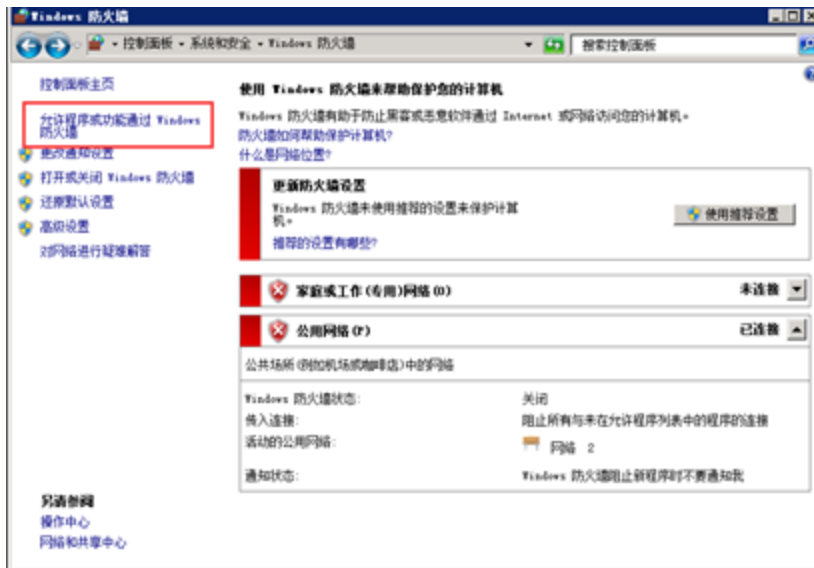 Windows 防火墙
控制面板 ▸ 系统和安全 ▸ Windows 防火墙
搜索控制面板
控制面板主页
允许程序或功能通过 Windows
防火墙
更改通知设置
打开或关闭 Windows 防火墙
还原默认设置
高级设置
对网络进行疑难解答
另请参阅
操作中心
网络和共享中心
使用 Windows 防火墙来帮助保护您的计算机
Windows 防火墙有助于防止黑客或恶意软件通过 Internet 或网络访问您的计算机。
防火墙如何帮助保护计算机?
什么是网络位置?
更新防火墙设置
Windows 防火墙未使用推荐的设置来保护计算
机。
推荐的设置有哪些?
使用推荐设置
家庭或工作(专用)网络(O) 未连接
公用网络(P) 已连接
公共场所(例如机场或咖啡店)中的网络
Windows 防火墙状态: 关闭
传入连接: 阻止所有与未在允许程序列表中的程序的连接
活动的公用网络: 网络 2
通知状态: Windows 防火墙阻止新程序时不要通知我